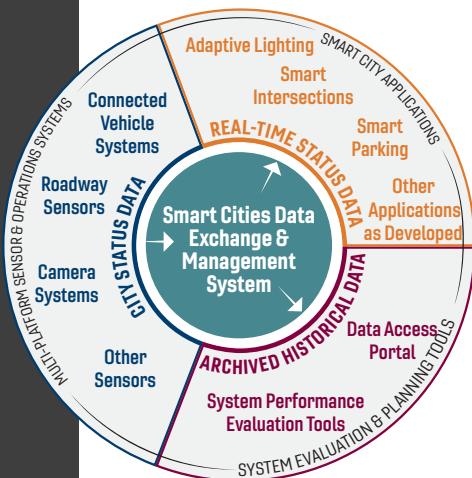 SMART CITY APPLICATIONS
Adaptive Lighting
Smart
Intersections
Smart
Parking
Other
Applications
as Developed
REAL-TIME STATUS DATA
MULTI-PLATFORM SENSOR & OPERATIONS SYSTEMS
Connected
Vehicle
Systems
Roadway
Sensors
Camera
Systems
Other
Sensors
CITY STATUS DATA
Smart Cities Data
Exchange &
Management
System
ARCHIVED HISTORICAL DATA
Data Access
Portal
System Performance
Evaluation Tools
SYSTEM EVALUATION & PLANNING TOOLS